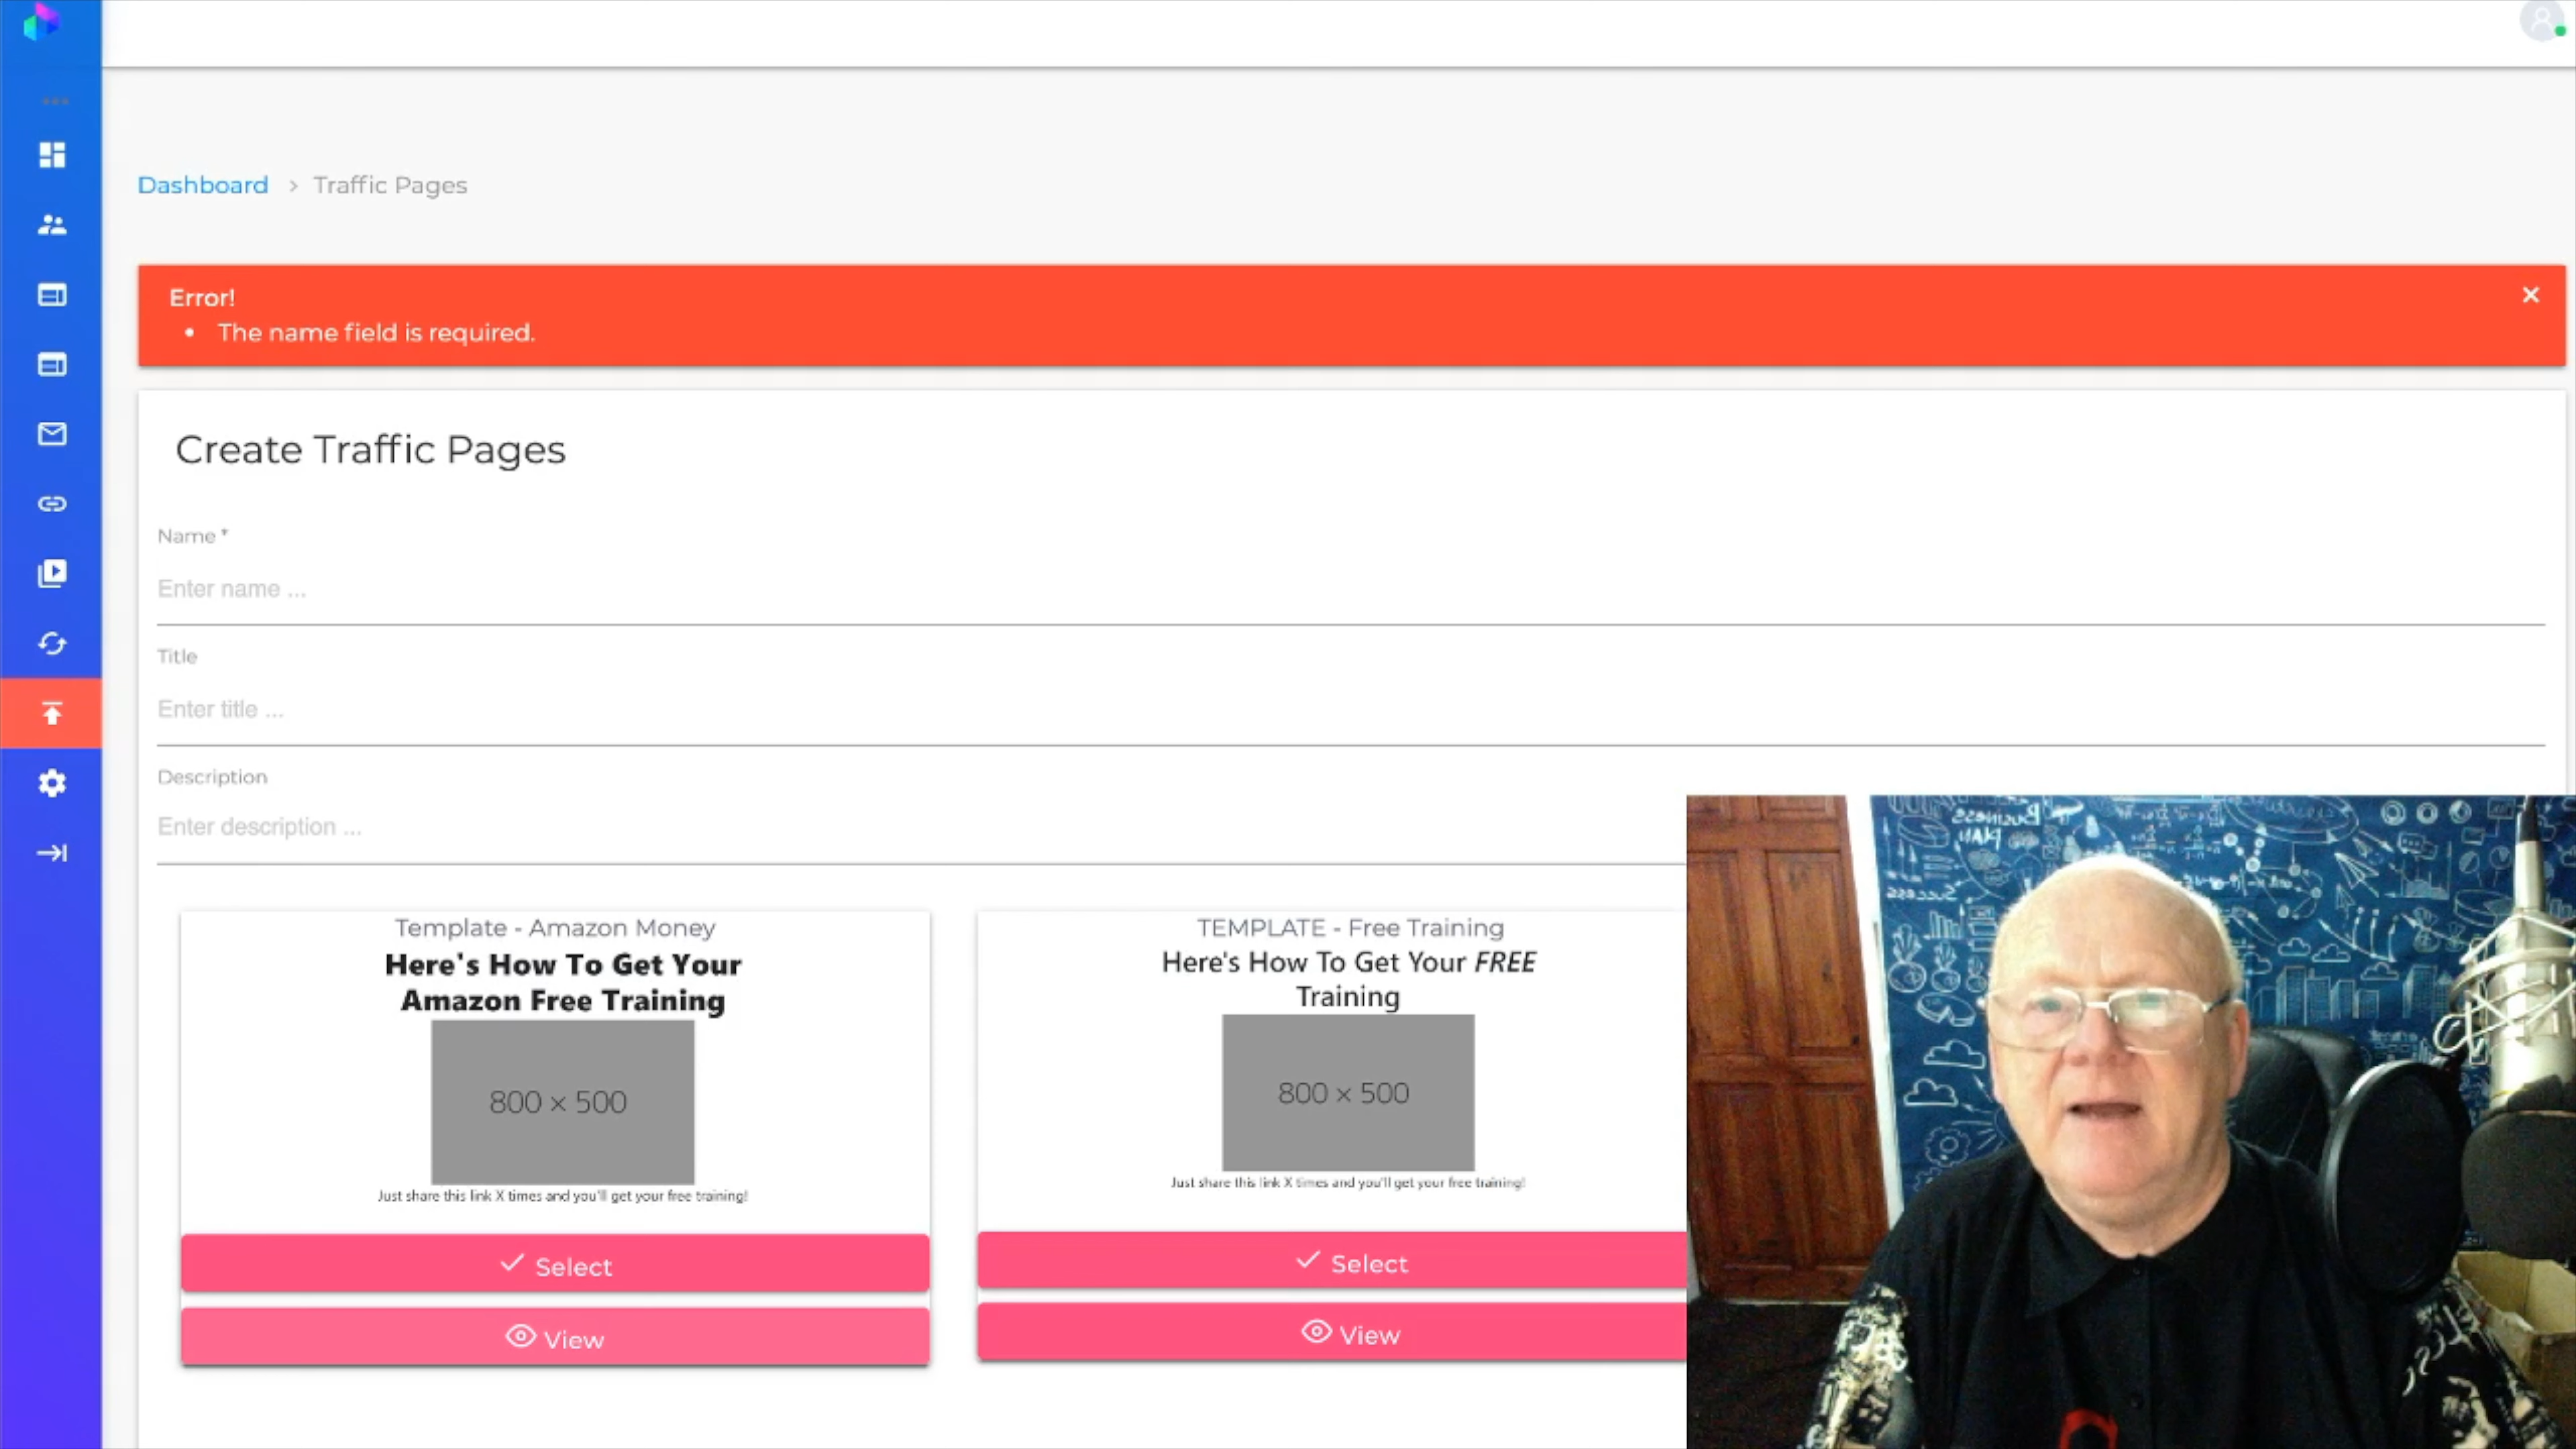 Dashboard > Traffic Pages
Error!
• The name field is required.
×
Create Traffic Pages
Name *
Enter name ...
Title
Enter title ...
Description
Enter description ...
Template - Amazon Money
Here's How To Get Your
Amazon Free Training
800 × 500
Just share this link X times and you'll get your free training!
Select
View
TEMPLATE - Free Training
Here's How To Get Your FREE
Training
800 × 500
Just share this link X times and you'll get your free training!
Select
View
Business
PLAN
Success